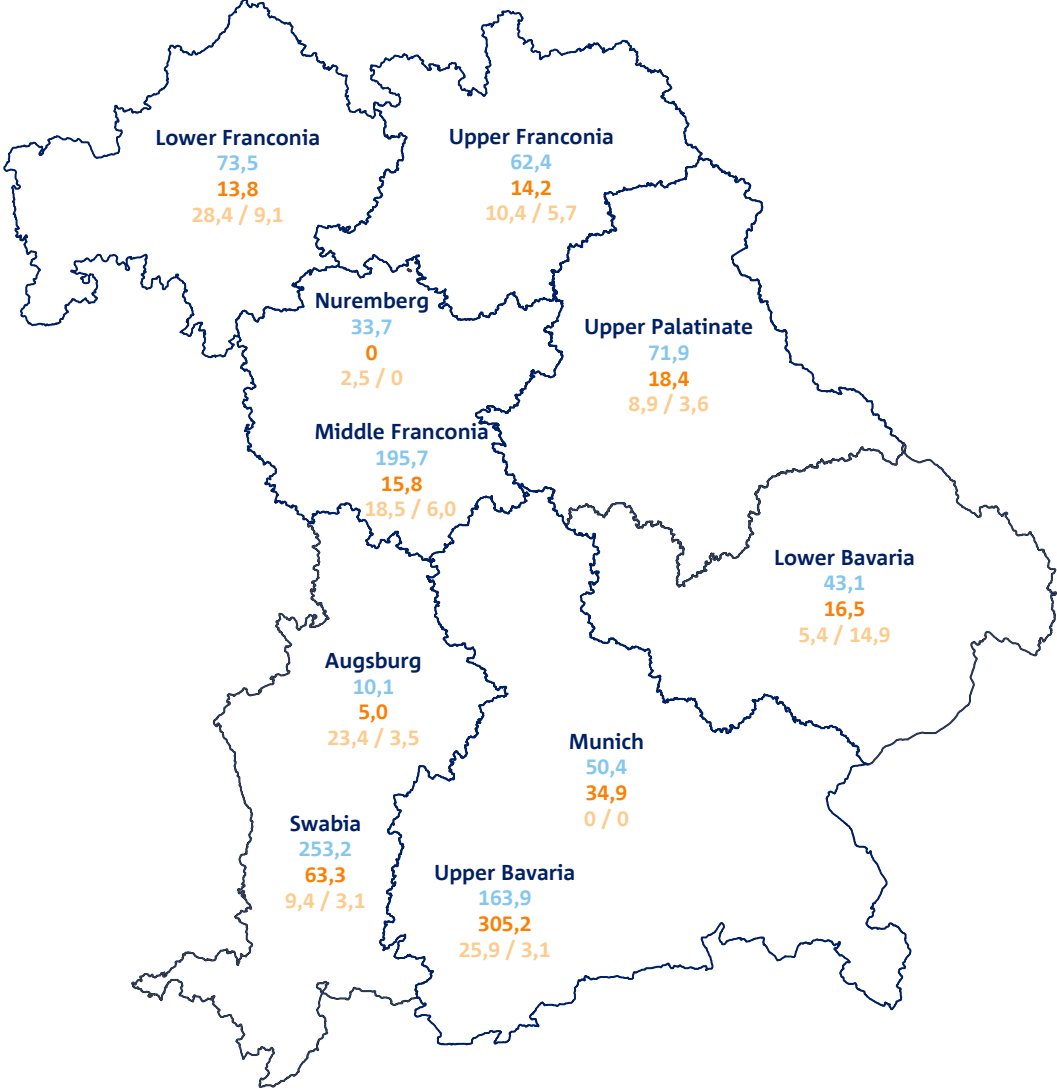 Lower Franconia
73,5
13,8
28,4 / 9,1
Upper Franconia
62,4
14,2
10,4 / 5,7
Nuremberg
33,7
0
2,5 / 0
Upper Palatinate
71,9
18,4
8,9 / 3,6
Middle Franconia
195,7
15,8
18,5 / 6,0
Lower Bavaria
43,1
16,5
5,4 / 14,9
Augsburg
10,1
5,0
23,4 / 3,5
Munich
50,4
34,9
0 / 0
Swabia
253,2
63,3
9,4 / 3,1
Upper Bavaria
163,9
305,2
25,9 / 3,1